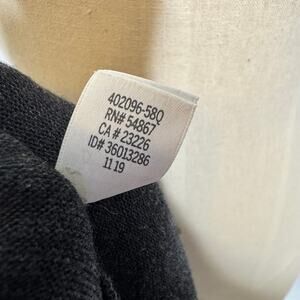 402096-58Q
RN# 54867
CA # 23226
ID# 36013286
11 19